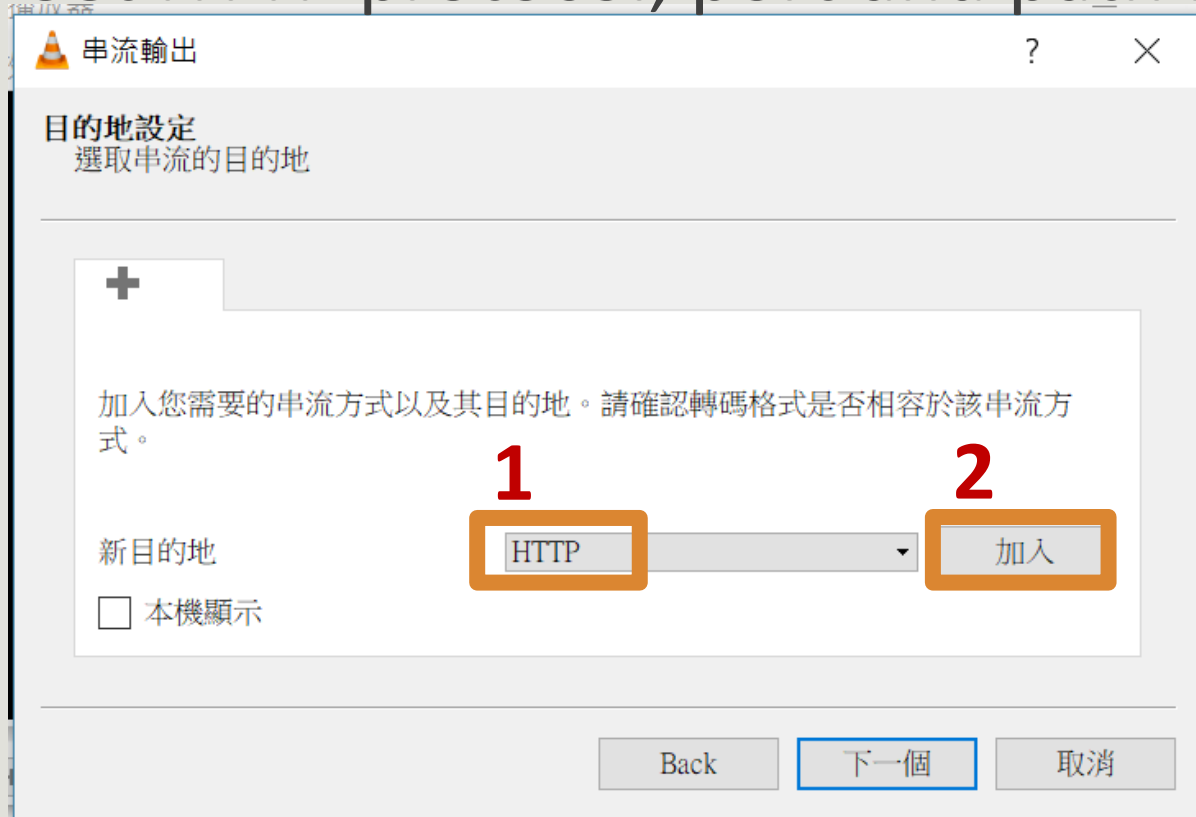 串流輸出
?
目的地設定
選取串流的目的地
加入您需要的串流方式以及其目的地。請確認轉碼格式是否相容於該串流方
式。
1
2
新目的地
HTTP
加入
本機顯示
Back
下一個
取消